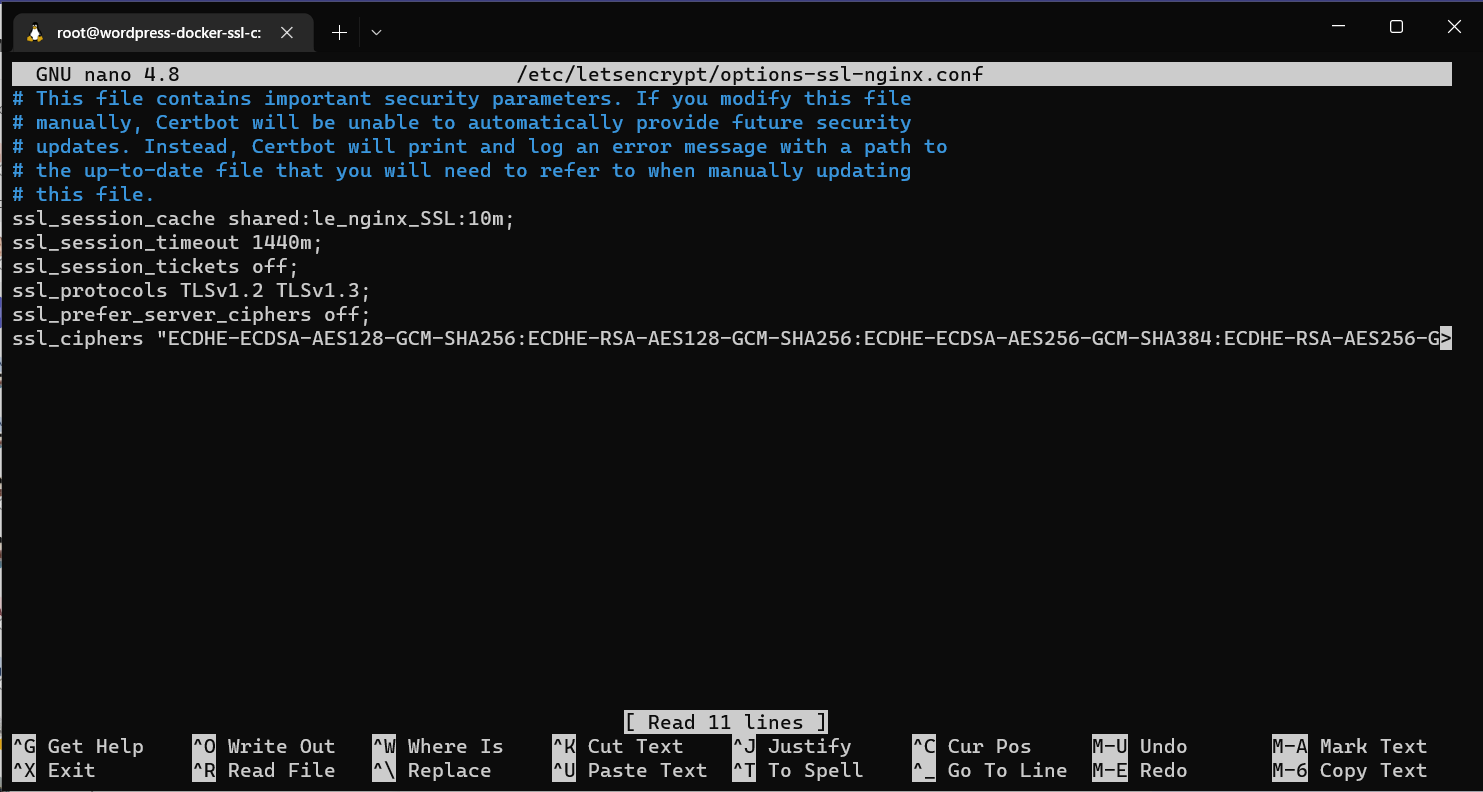 root@wordpress-docker-ssl-c:
GNU nano 4.8 /etc/letsencrypt/options-ssl-nginx.conf
# This file contains important security parameters. If you modify this file
# manually, Certbot will be unable to automatically provide future security
# updates. Instead, Certbot will print and log an error message with a path to
# the up-to-date file that you will need to refer to when manually updating
# this file.
ssl_session_cache shared:le_nginx_SSL:10m;
ssl_session_timeout 1440m;
ssl_session_tickets off;
ssl_protocols TLSv1.2 TLSv1.3;
ssl_prefer_server_ciphers off;
ssl_ciphers "ECDHE-ECDSA-AES128-GCM-SHA256:ECDHE-RSA-AES128-GCM-SHA256:ECDHE-ECDSA-AES256-GCM-SHA384:ECDHE-RSA-AES256-G>
[ Read 11 lines ]
^G Get Help ^O Write Out ^W Where Is ^K Cut Text ^J Justify ^C Cur Pos M-U Undo M-A Mark Text
^X Exit ^R Read File ^\ Replace ^U Paste Text ^T To Spell ^_ Go To Line M-E Redo M-6 Copy Text